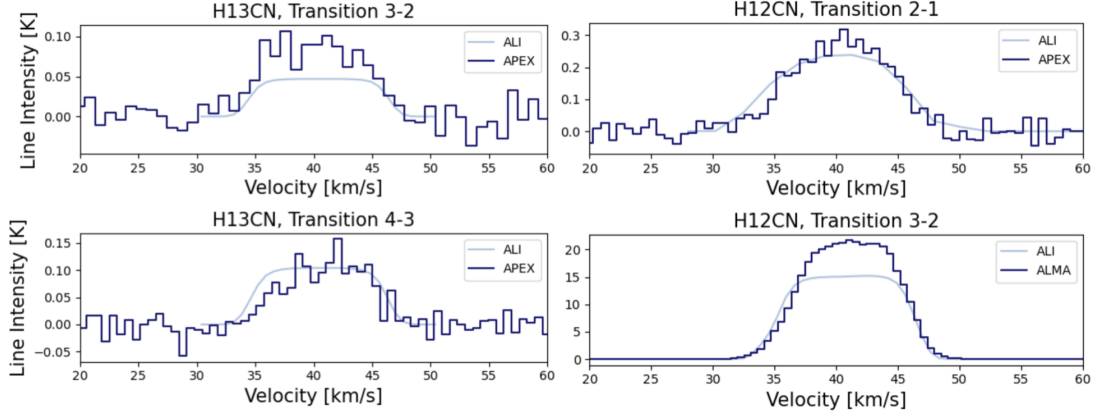 H13CN, Transition 3-2
Line Intensity [K]
0.10
0.05
0.00
ALI
APEX
20 25 30 35 40 45 50 55 60
Velocity [km/s]
H12CN, Transition 2-1
0.3
0.2
0.1
0.0
ALI
APEX
20 25 30 35 40 45 50 55 60
Velocity [km/s]
H13CN, Transition 4-3
Line Intensity [K]
0.15
0.10
0.05
0.00
−0.05
ALI
APEX
20 25 30 35 40 45 50 55 60
Velocity [km/s]
H12CN, Transition 3-2
20
15
10
5
0
ALI
ALMA
20 25 30 35 40 45 50 55 60
Velocity [km/s]